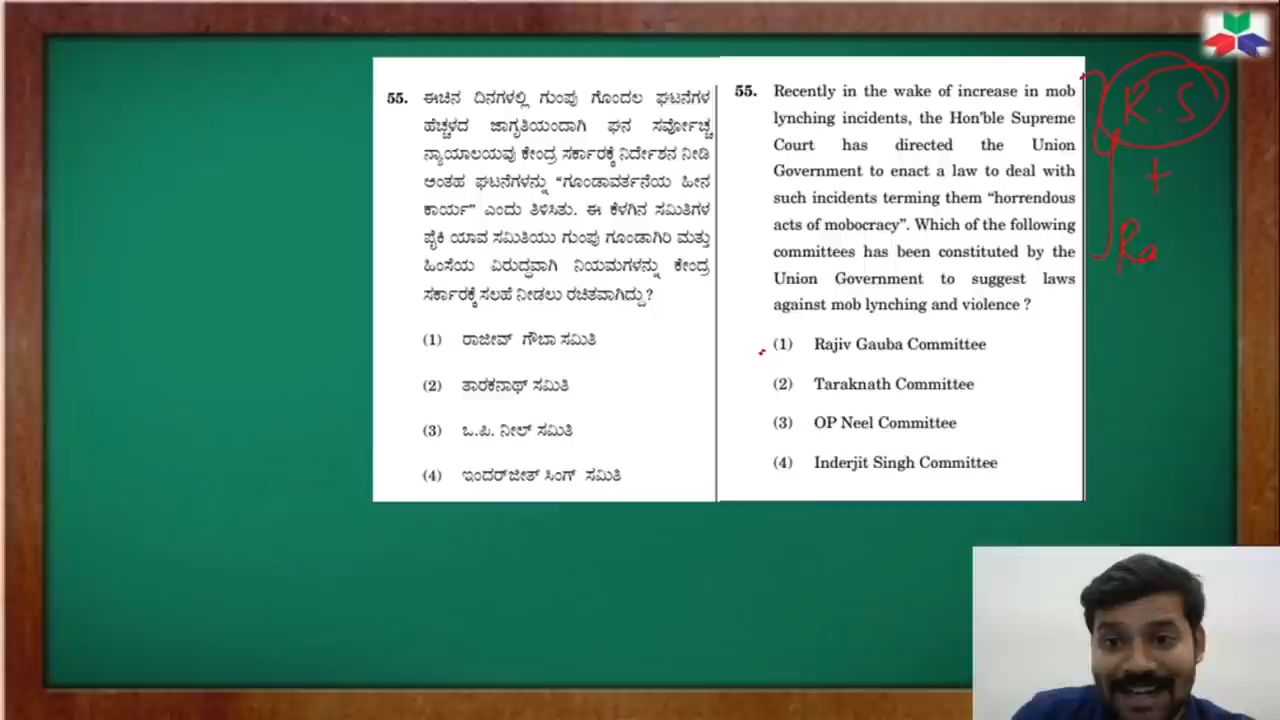 55. ಈಚಿನ ದಿನಗಳಲ್ಲಿ ಗುಂಪು ಗೊಂದಲ ಘಟನೆಗಳ
ಹೆಚ್ಚಳದ ಜಾಗೃತಿಯಂದಾಗಿ ಘನ ಸರ್ವೋಚ್ಚ
ನ್ಯಾಯಾಲಯವು ಕೇಂದ್ರ ಸರ್ಕಾರಕ್ಕೆ ನಿರ್ದೇಶನ ನೀಡಿ
ಅಂತಹ ಘಟನೆಗಳನ್ನು "ಗೂಂಡಾವರ್ತನೆಯ ಹೀನ
ಕಾರ್ಯ" ಎಂದು ತಿಳಿಸಿತು. ಈ ಕೆಳಗಿನ ಸಮಿತಿಗಳ
ಪೈಕಿ ಯಾವ ಸಮಿತಿಯು ಗುಂಪು ಗೂಂಡಾಗಿರಿ ಮತ್ತು
ಹಿಂಸೆಯ ವಿರುದ್ಧವಾಗಿ ನಿಯಮಗಳನ್ನು ಕೇಂದ್ರ
ಸರ್ಕಾರಕ್ಕೆ ಸಲಹೆ ನೀಡಲು ರಚಿತವಾಗಿದ್ದು ?
(1) ರಾಜೀವ್ ಗೌಬಾ ಸಮಿತಿ
(2) ತಾರಕನಾಥ್ ಸಮಿತಿ
(3) ಒ.ಪಿ. ನೀಲ್ ಸಮಿತಿ
(4) ಇಂದರ್‌ಜೀತ್ ಸಿಂಗ್ ಸಮಿತಿ
55. Recently in the wake of increase in mob
lynching incidents, the Hon'ble Supreme
Court has directed the Union
Government to enact a law to deal with
such incidents terming them "horrendous
acts of mobocracy". Which of the following
committees has been constituted by the
Union Government to suggest laws
against mob lynching and violence ?
(1) Rajiv Gauba Committee
(2) Taraknath Committee
(3) OP Neel Committee
(4) Inderjit Singh Committee
R.S
+
Ra